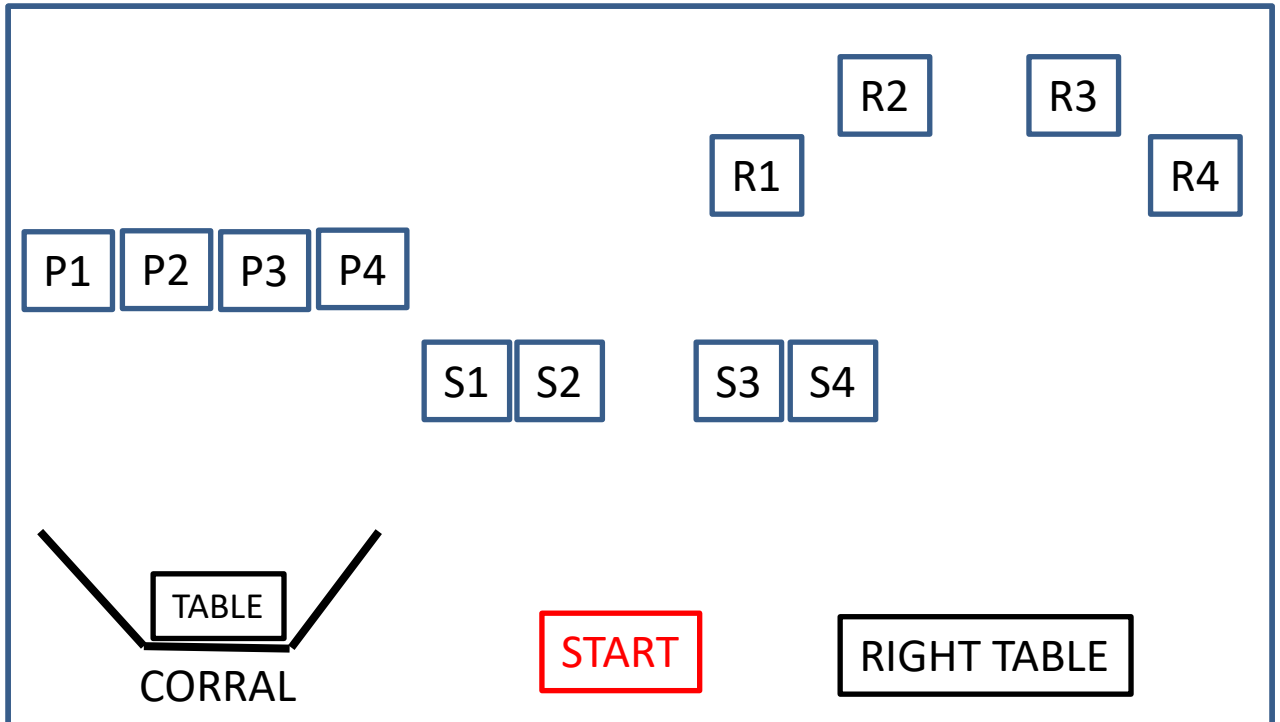 R2
R3
R1
R4
P1
P2
P3
P4
S1
S2
S3
S4
TABLE
CORRAL
START
RIGHT TABLE